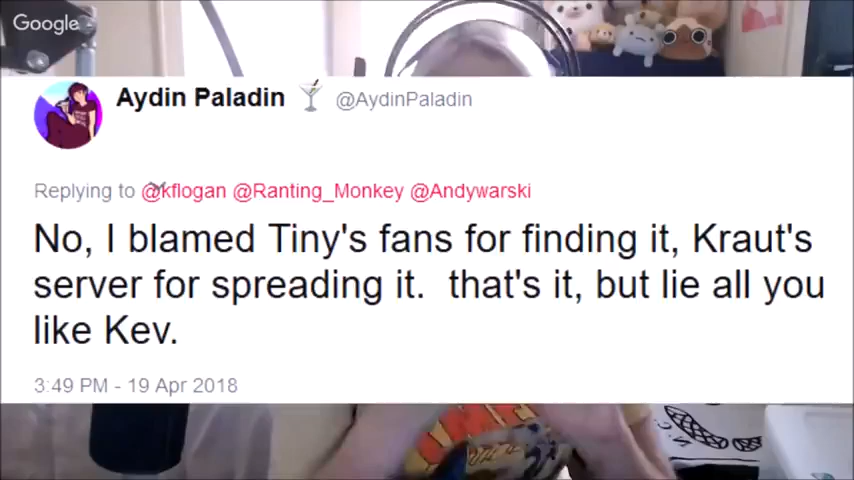 Google
Aydin Paladin 🍸 @AydinPaladin
Replying to @kflogan @Ranting_Monkey @Andywarski
No, I blamed Tiny's fans for finding it, Kraut's
server for spreading it.  that's it, but lie all you
like Kev.
3:49 PM - 19 Apr 2018